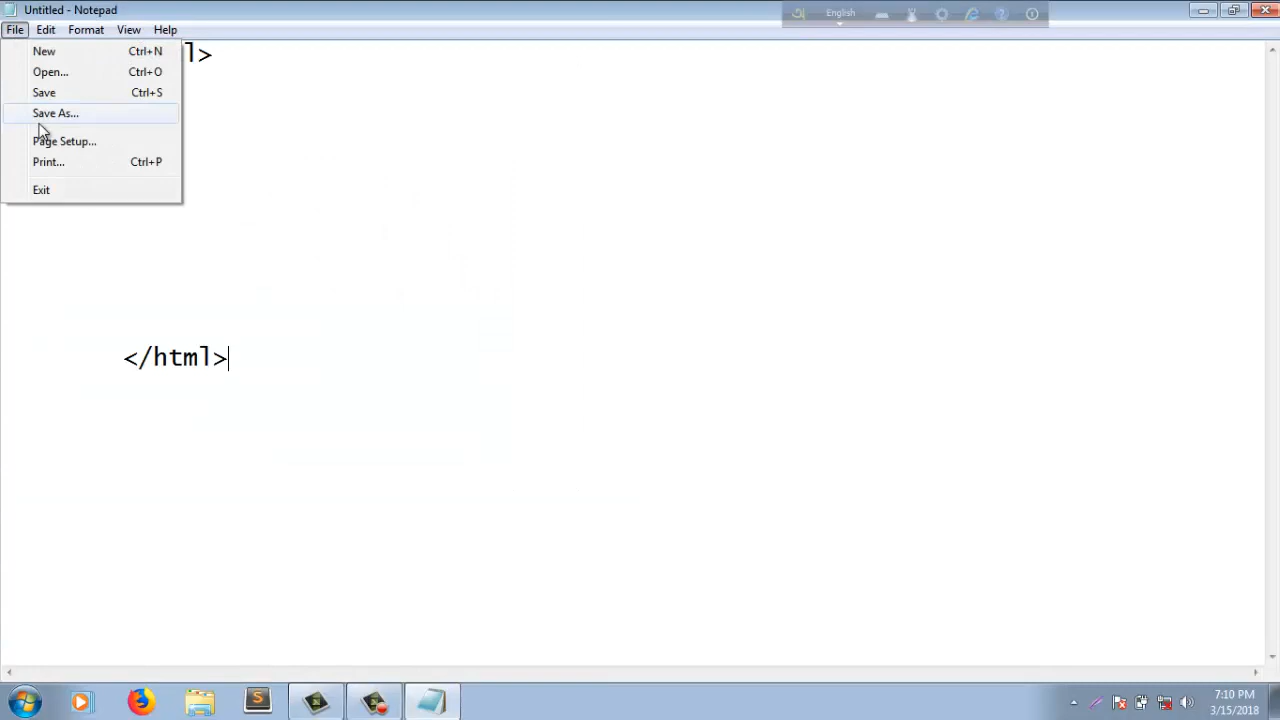 Untitled - Notepad
English
File Edit Format View Help
New Ctrl+N
Open... Ctrl+O
Save Ctrl+S
Save As...
Page Setup...
Print... Ctrl+P
Exit
l>
</html>
7:10 PM
3/15/2018